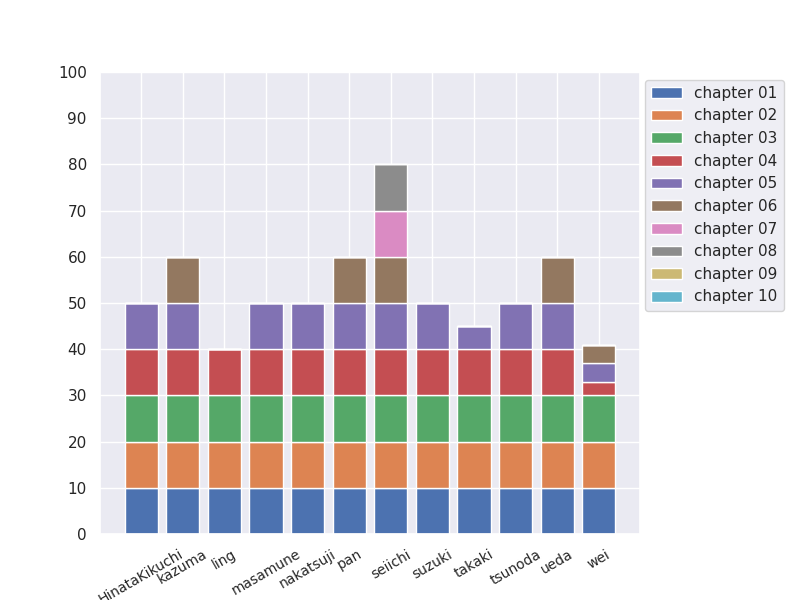 100
90
80
70
60
50
40
30
20
10
0
HinataKikuchi
kazuma
ling
masamune
nakatsuji
pan
seiichi
suzuki
takaki
tsunoda
ueda
wei
chapter 01
chapter 02
chapter 03
chapter 04
chapter 05
chapter 06
chapter 07
chapter 08
chapter 09
chapter 10